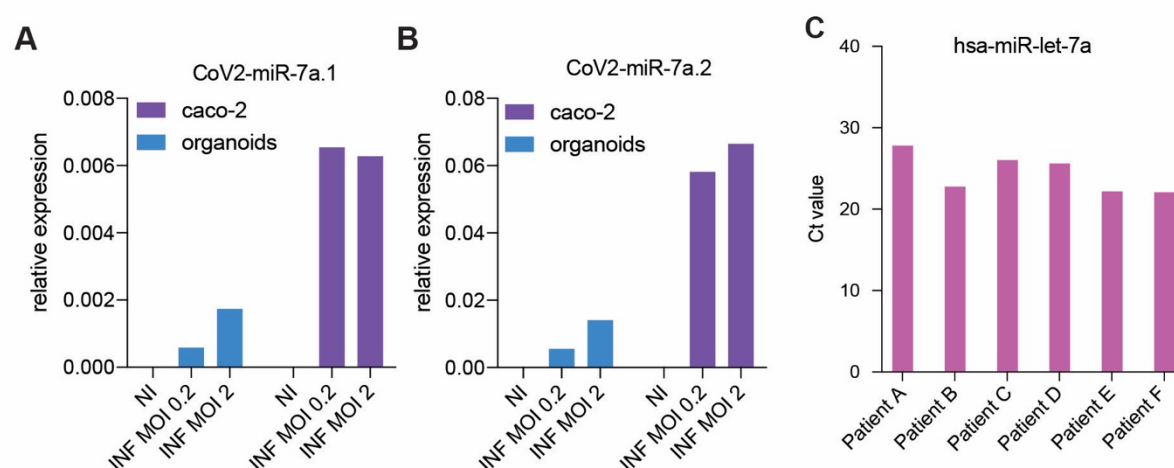 A
CoV2-miR-7a.1
relative expression
0.008
0.006
0.004
0.002
0.000
caco-2
organoids
NI
INF MOI 0.2
INF MOI 2
NI
INF MOI 0.2
INF MOI 2
B
CoV2-miR-7a.2
relative expression
0.08
0.06
0.04
0.02
0.00
caco-2
organoids
NI
INF MOI 0.2
INF MOI 2
NI
INF MOI 0.2
INF MOI 2
C
hsa-miR-let-7a
Ct value
40
30
20
10
0
Patient A
Patient B
Patient C
Patient D
Patient E
Patient F